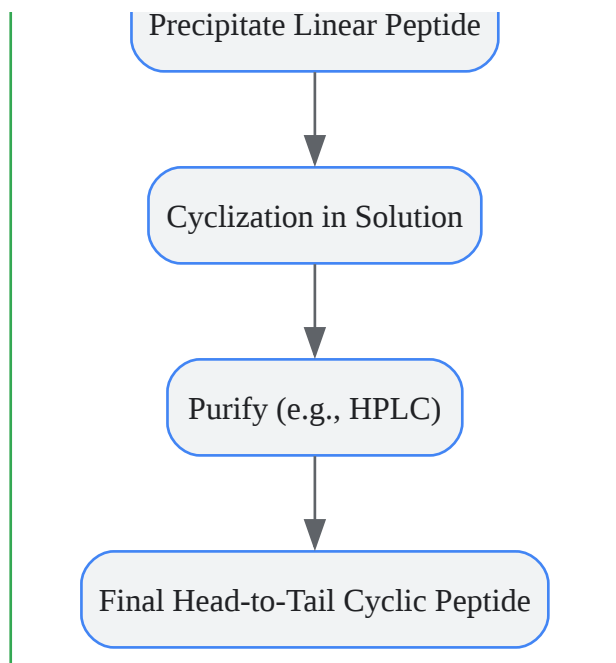 Precipitate Linear Peptide
Cyclization in Solution
Purify (e.g., HPLC)
Final Head-to-Tail Cyclic Peptide